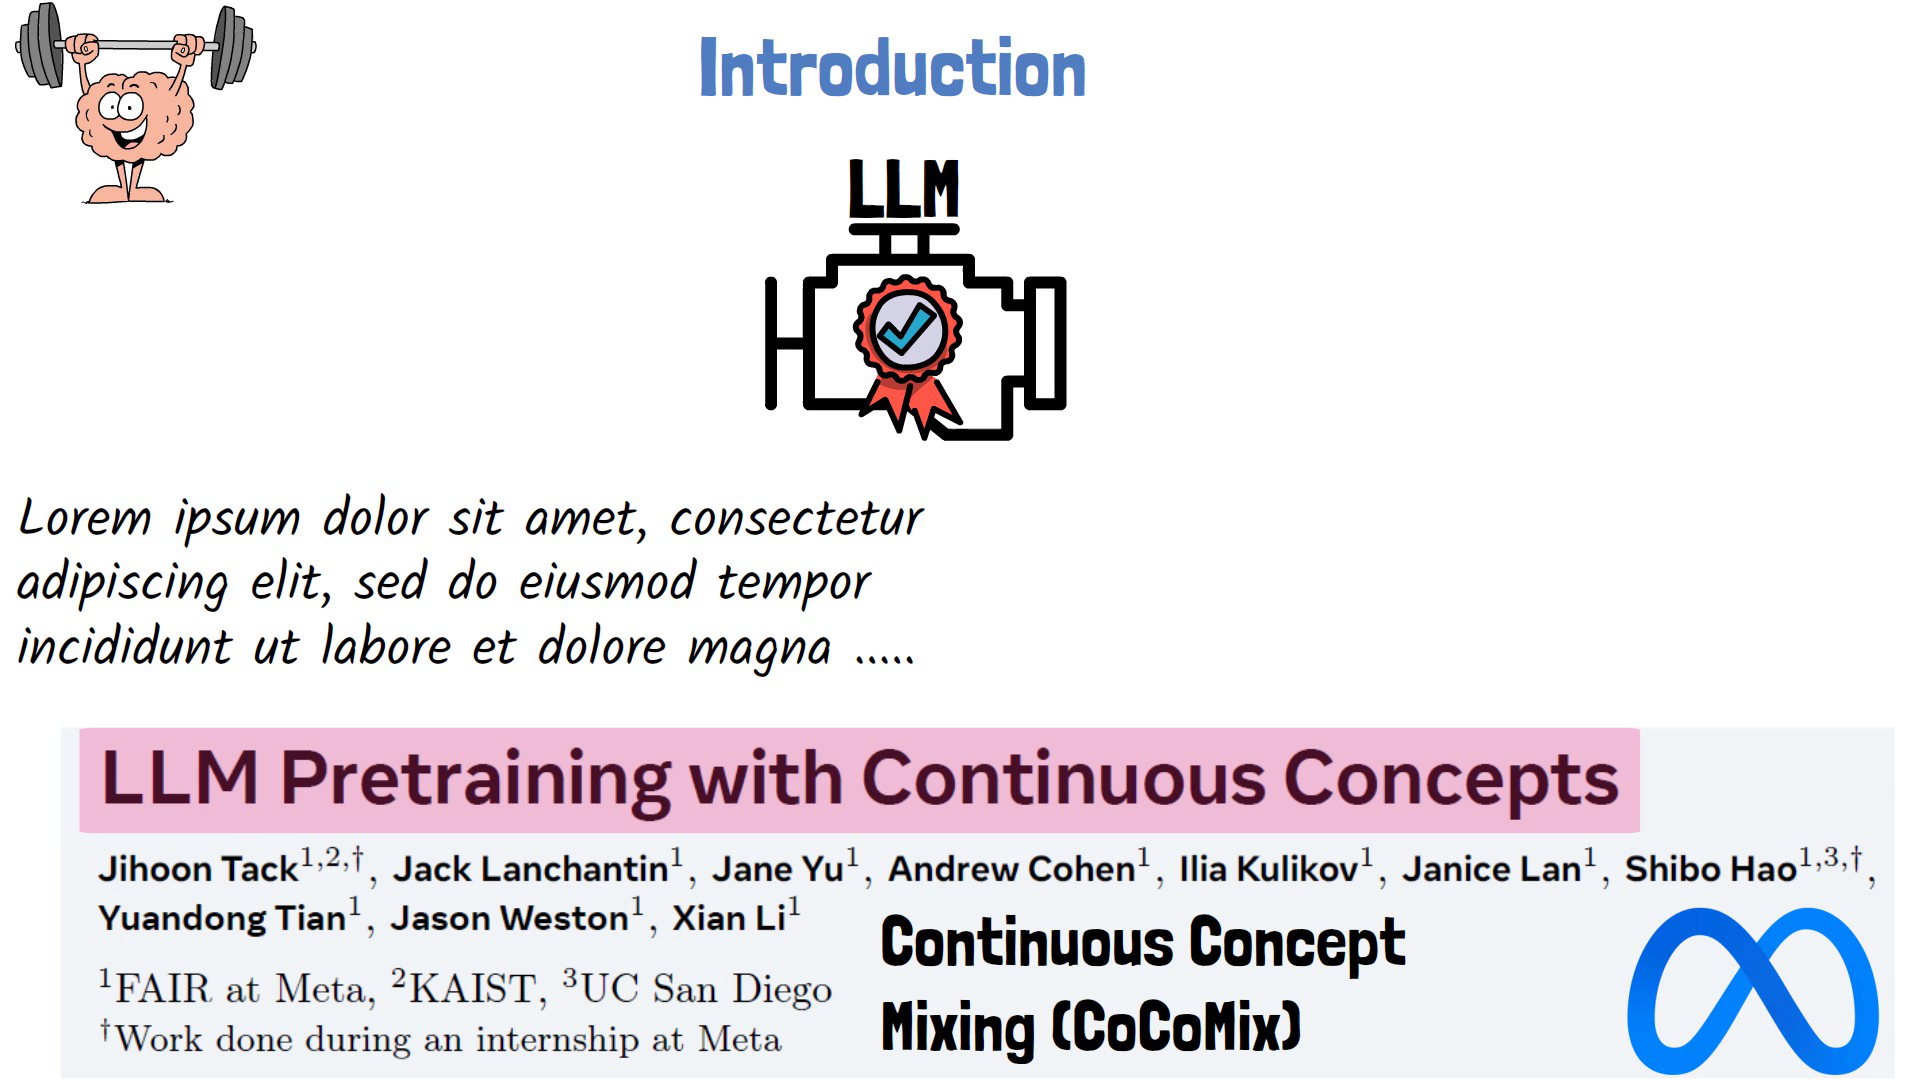 Introduction
LLM
Lorem ipsum dolor sit amet, consectetur
adipiscing elit, sed do eiusmod tempor
incididunt ut labore et dolore magna .....
LLM Pretraining with Continuous Concepts
Jihoon Tack¹,²,†, Jack Lanchantin¹, Jane Yu¹, Andrew Cohen¹, Ilia Kulikov¹, Janice Lan¹, Shibo Hao¹,³,†,
Yuandong Tian¹, Jason Weston¹, Xian Li¹
¹FAIR at Meta, ²KAIST, ³UC San Diego
†Work done during an internship at Meta
Continuous Concept
Mixing (CoCoMix)